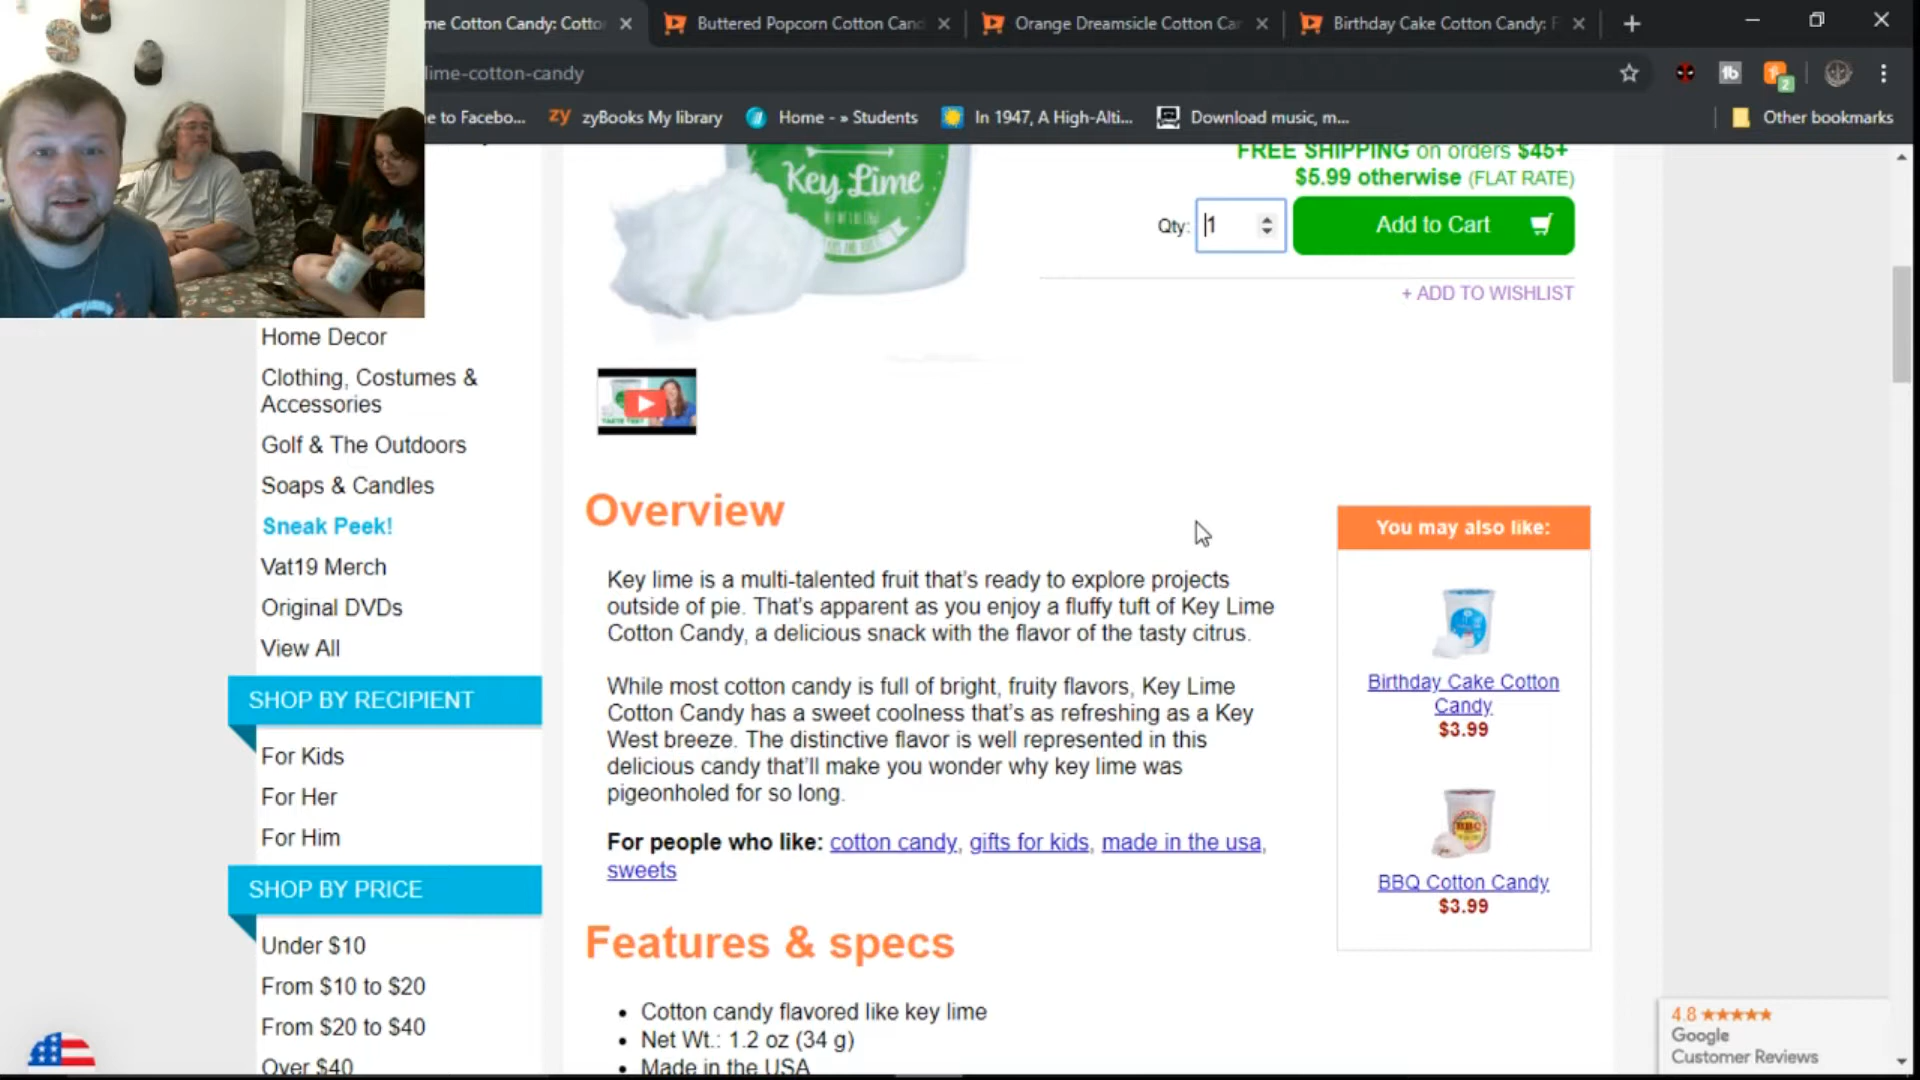 me Cotton Candy: Cotto
Buttered Popcorn Cotton Cand
Orange Dreamsicle Cotton Ca
Birthday Cake Cotton Candy: F
lime-cotton-candy
2
e to Facebo...
zy zyBooks My library
Home - » Students
In 1947, A High-Alti...
Download music, m...
Other bookmarks
FREE SHIPPING on orders $45+
$5.99 otherwise (FLAT RATE)
Key Lime
Qty: 1
Add to Cart
+ ADD TO WISHLIST
Home Decor
Clothing, Costumes &
Accessories
Golf & The Outdoors
Soaps & Candles
Sneak Peek!
Vat19 Merch
Original DVDs
View All
SHOP BY RECIPIENT
For Kids
For Her
For Him
SHOP BY PRICE
Under $10
From $10 to $20
From $20 to $40
Over $40
TASTE TEST
Overview
Key lime is a multi-talented fruit that's ready to explore projects
outside of pie. That's apparent as you enjoy a fluffy tuft of Key Lime
Cotton Candy, a delicious snack with the flavor of the tasty citrus.
While most cotton candy is full of bright, fruity flavors, Key Lime
Cotton Candy has a sweet coolness that's as refreshing as a Key
West breeze. The distinctive flavor is well represented in this
delicious candy that'll make you wonder why key lime was
pigeonholed for so long.
For people who like: cotton candy, gifts for kids, made in the usa,
sweets
Features & specs
• Cotton candy flavored like key lime
• Net Wt.: 1.2 oz (34 g)
• Made in the USA
You may also like:
Birthday Cake Cotton
Candy
$3.99
BBQ
BBQ Cotton Candy
$3.99
4.8 ★★★★★
Google
Customer Reviews